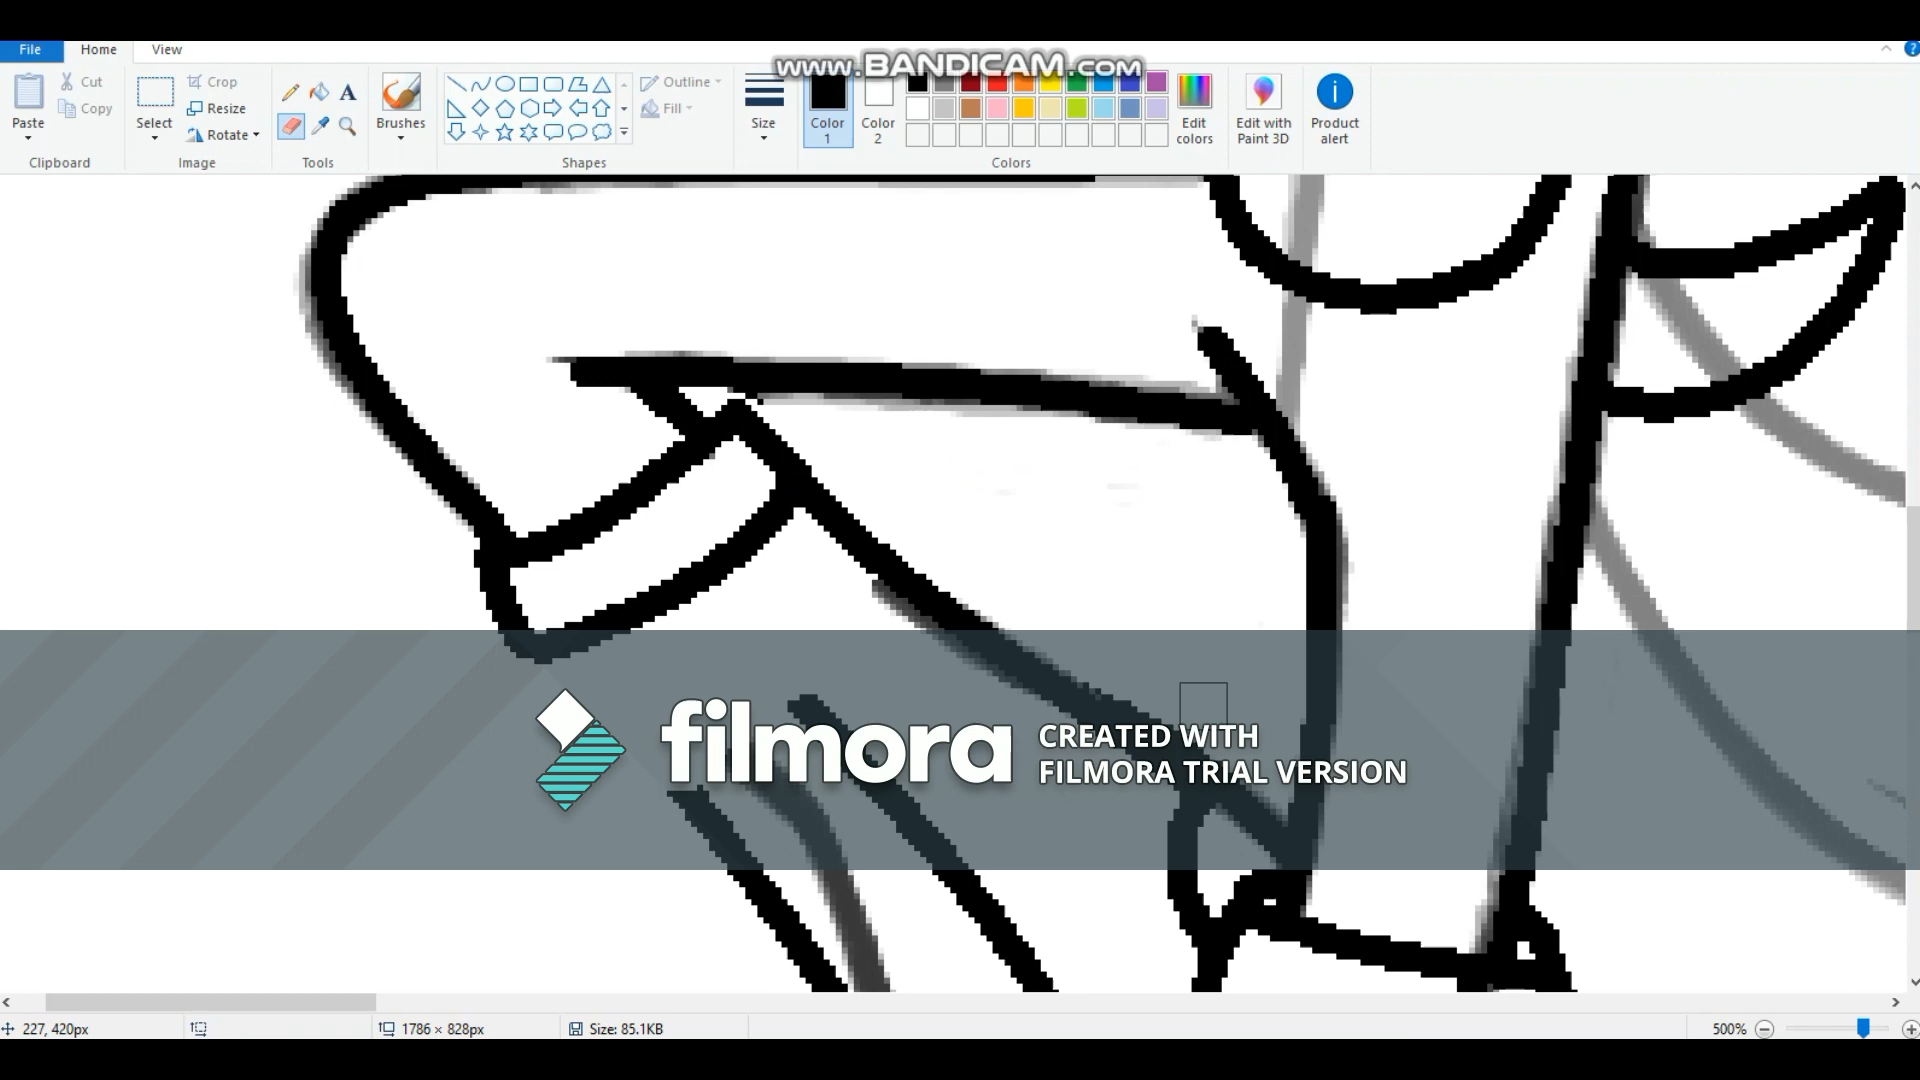 File Home View
www.BANDICAM.com
Cut
Copy
Paste
Crop
Resize
Select
Rotate
A
Brushes
Outline
Fill
Size
Color 1
Color 2
Edit colors
Edit with Paint 3D
Product alert
Clipboard Image Tools Shapes Colors
filmora
CREATED WITH
FILMORA TRIAL VERSION
227, 420px 1786 × 828px Size: 85.1KB 500%